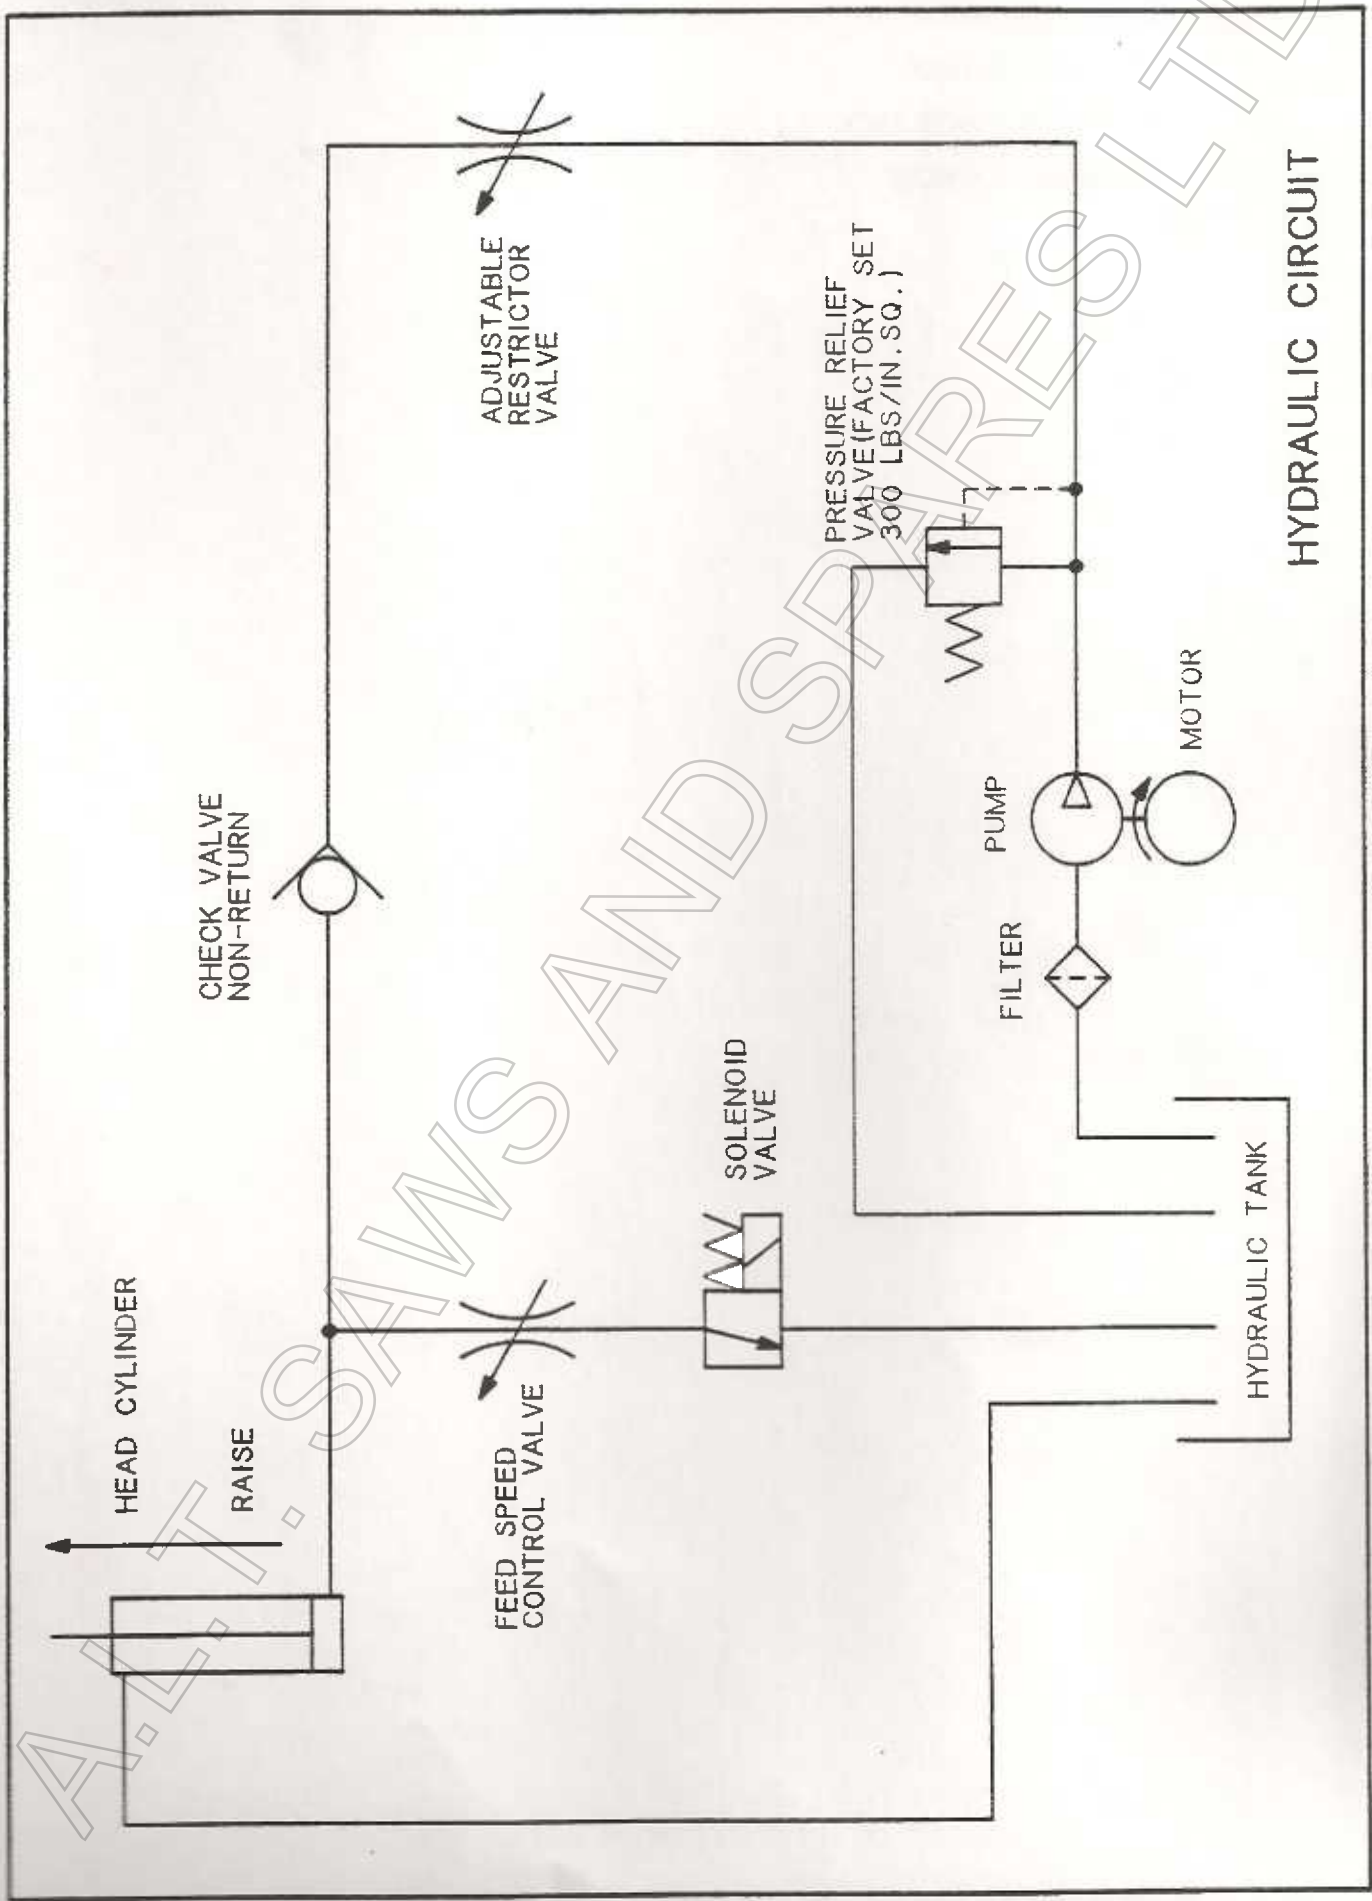 HEAD CYLINDER
RAISE
CHECK VALVE
NON-RETURN
ADJUSTABLE
RESTRICTOR
VALVE
FEED SPEED
CONTROL VALVE
SOLENOID
VALVE
PRESSURE RELIEF
VALVE(FACTORY SET
300 LBS/IN.SQ.)
FILTER
PUMP
MOTOR
HYDRAULIC TANK
HYDRAULIC CIRCUIT
A.L.T. SAWS AND SPARES LTD